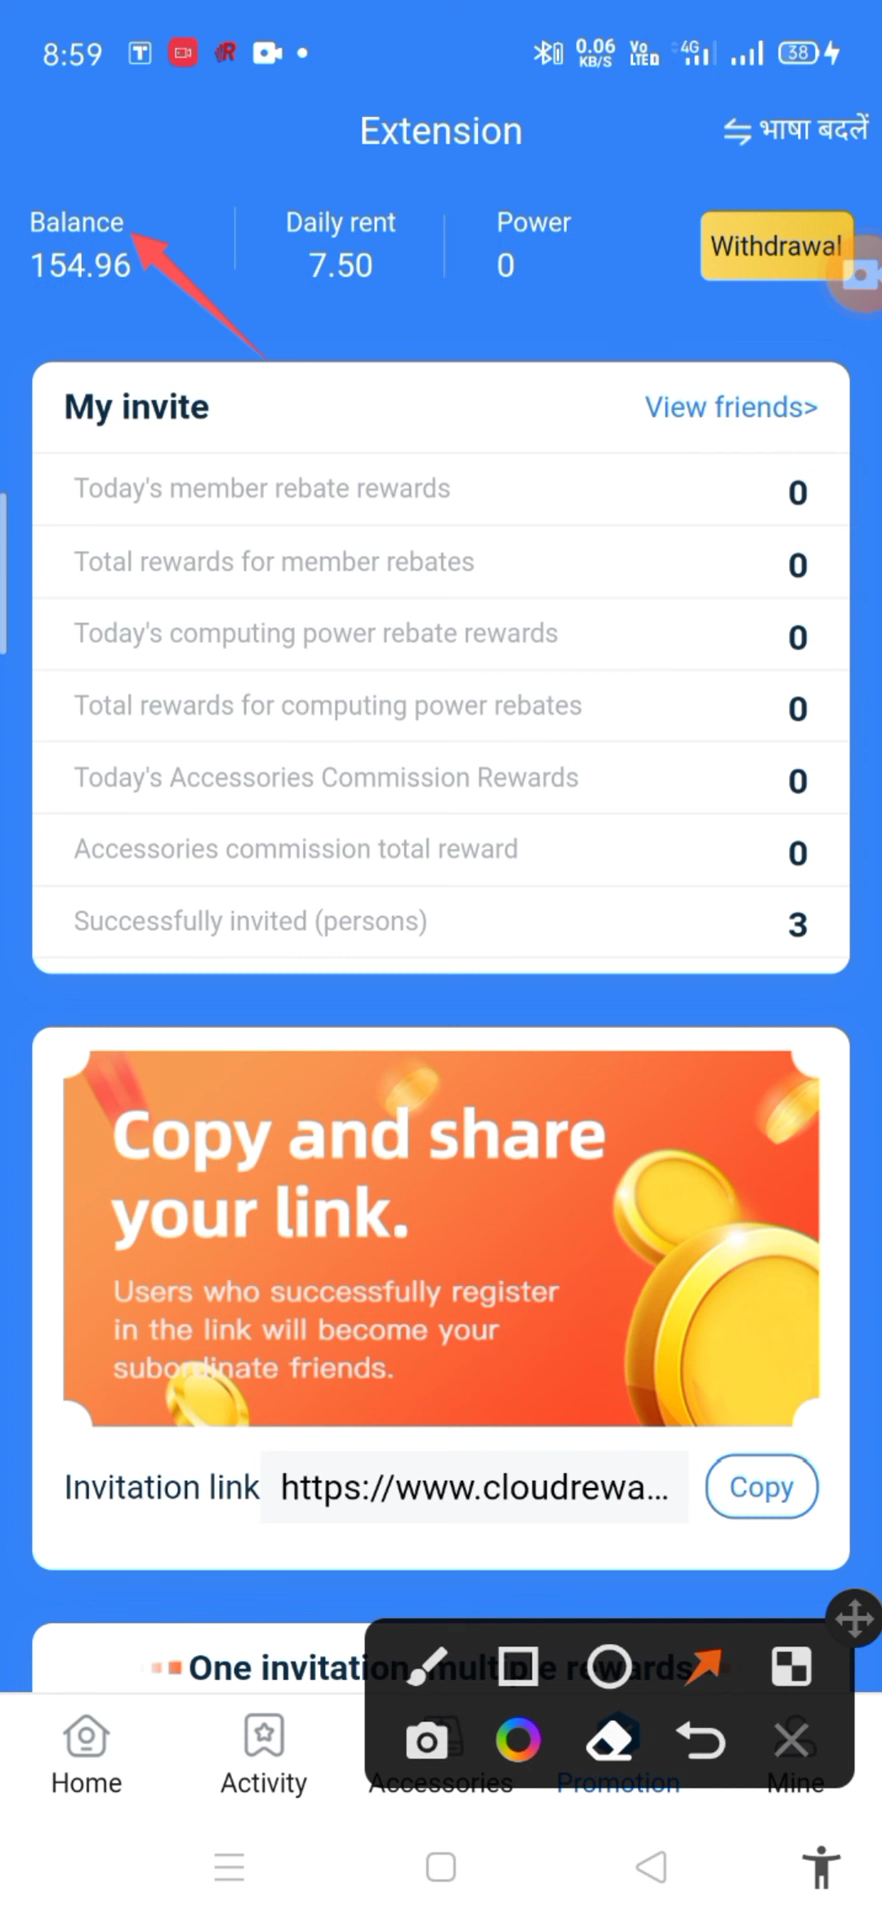 8:59 T R 0.06 KB/S Vo LTE 4G 38
Extension
⇋ भाषा बदलें
Balance Daily rent Power
154.96 7.50 0
Withdrawal
My invite View friends>
Today's member rebate rewards 0
Total rewards for member rebates 0
Today's computing power rebate rewards 0
Total rewards for computing power rebates 0
Today's Accessories Commission Rewards 0
Accessories commission total reward 0
Successfully invited (persons) 3
Copy and share
your link.
Users who successfully register
in the link will become your
subordinate friends.
Invitation link https://www.cloudrewa... Copy
One invitation, multiple rewards
Home Activity Accessories Promotion Mine